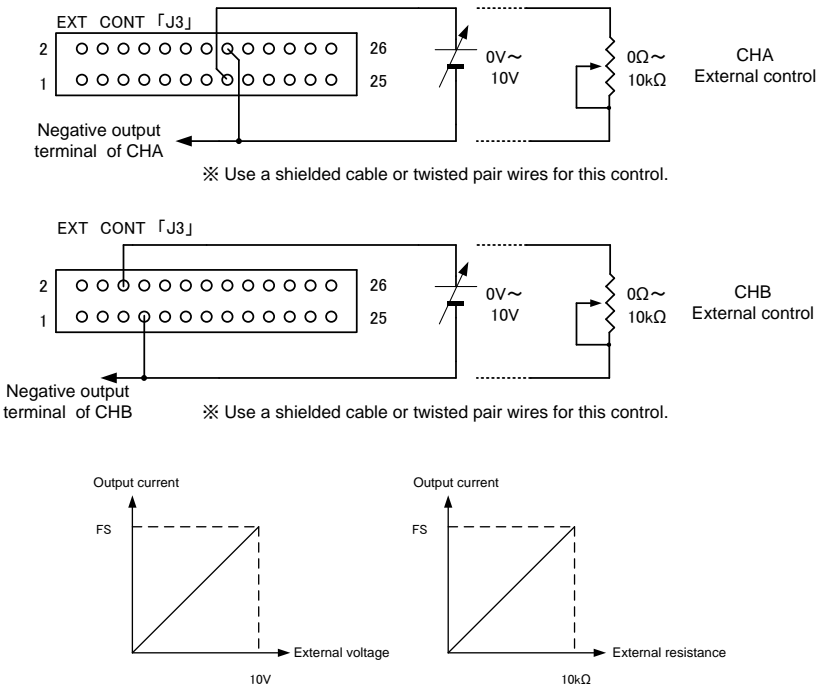 EXT CONT「J3」
2
26
1
25
0V～
10V
0Ω～
10kΩ
CHA
External control
Negative output
terminal of CHA
※ Use a shielded cable or twisted pair wires for this control.
EXT CONT「J3」
2
26
1
25
0V～
10V
0Ω～
10kΩ
CHB
External control
Negative output
terminal of CHB
※ Use a shielded cable or twisted pair wires for this control.
Output current
FS
External voltage
10V
Output current
FS
External resistance
10kΩ